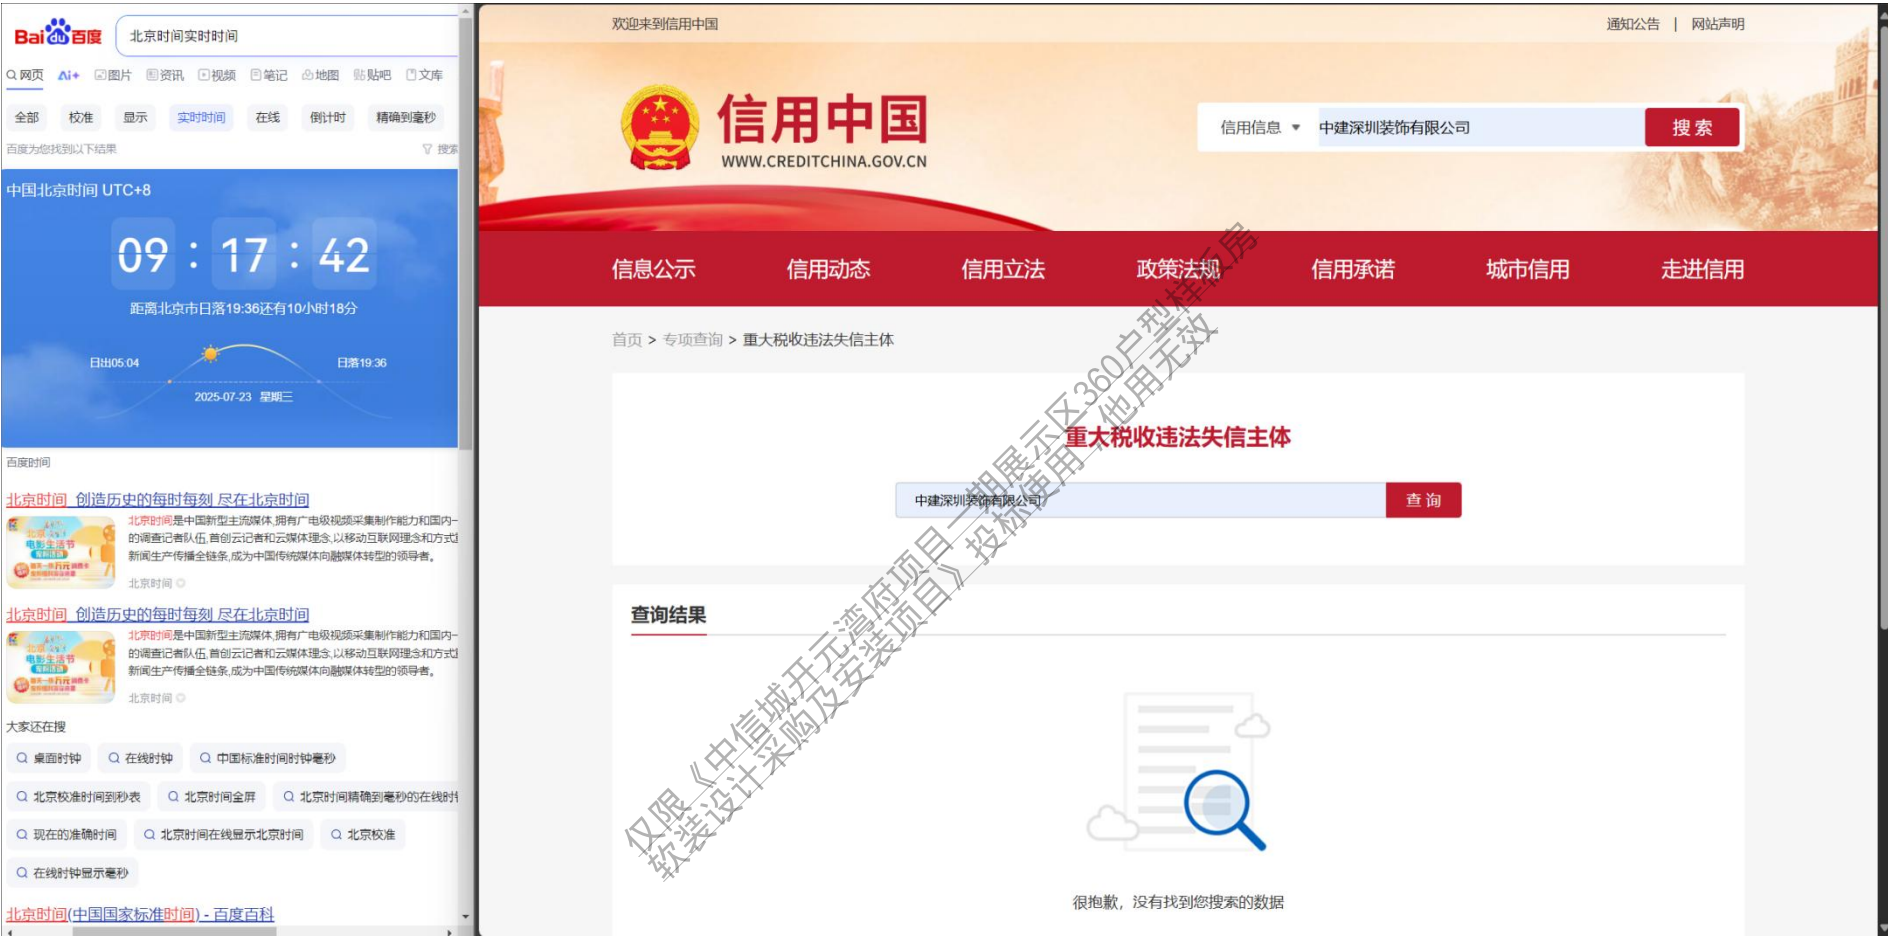 Bai du 百度
北京时间实时时间
网页 Ai+ 图片 资讯 视频 笔记 地图 贴吧 文库
全部 校准 显示 实时时间 在线 倒计时 精确到毫秒
百度为您找到以下结果 搜索
中国北京时间 UTC+8
09 : 17 : 42
距离北京市日落19:36还有10小时18分
日出05:04 日落19:36
2025-07-23 星期三
百度时间
北京时间_创造历史的每时每刻 尽在北京时间
北京时间是中国新型主流媒体,拥有广电级视频采集制作能力和国内一
的调查记者队伍,首创云记者和云媒体理念,以移动互联网理念和方式重
新闻生产传播全链条,成为中国传统媒体向融媒体转型的领导者。
北京时间
北京时间_创造历史的每时每刻 尽在北京时间
北京时间是中国新型主流媒体,拥有广电级视频采集制作能力和国内一
的调查记者队伍,首创云记者和云媒体理念,以移动互联网理念和方式重
新闻生产传播全链条,成为中国传统媒体向融媒体转型的领导者。
北京时间
大家还在搜
桌面时钟 在线时钟 中国标准时间时钟毫秒
北京校准时间到秒表 北京时间全屏 北京时间精确到毫秒的在线时钟
现在的准确时间 北京时间在线显示北京时间 北京校准
在线时钟显示毫秒
北京时间(中国国家标准时间) - 百度百科
欢迎来到信用中国
通知公告 | 网站声明
信用中国
WWW.CREDITCHINA.GOV.CN
信用信息 中建深圳装饰有限公司 搜索
信息公示 信用动态 信用立法 政策法规 信用承诺 城市信用 走进信用
首页 > 专项查询 > 重大税收违法失信主体
重大税收违法失信主体
中建深圳装饰有限公司 查询
查询结果
很抱歉，没有找到您搜索的数据
仅限《中信城开元湾府项目一期展示区360户型样板房
软装设计采购及安装项目》投标使用，他用无效